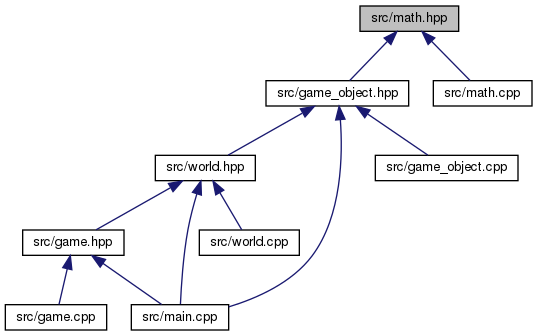 src/math.hpp
src/game_object.hpp
src/math.cpp
src/world.hpp
src/game_object.cpp
src/game.hpp
src/world.cpp
src/game.cpp
src/main.cpp